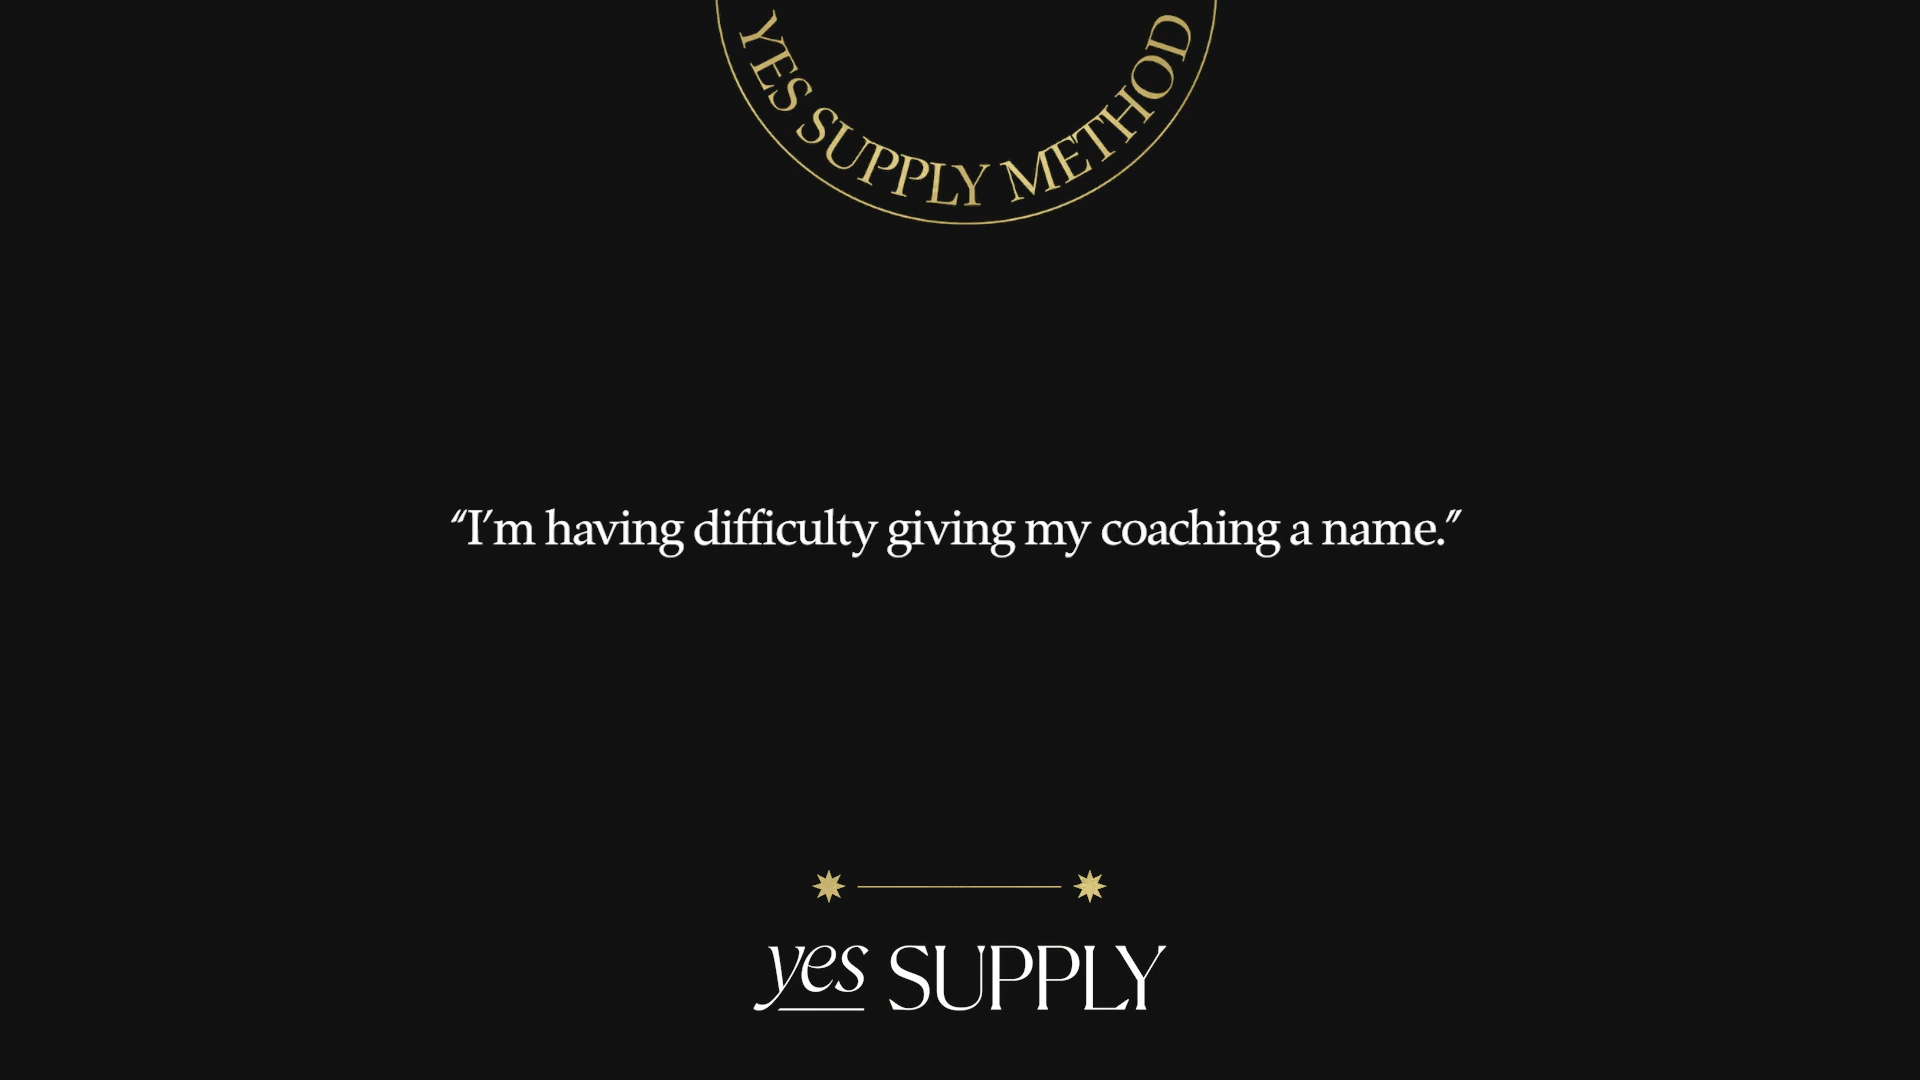 YES SUPPLY METHOD
“I’m having difficulty giving my coaching a name.”
yes SUPPLY